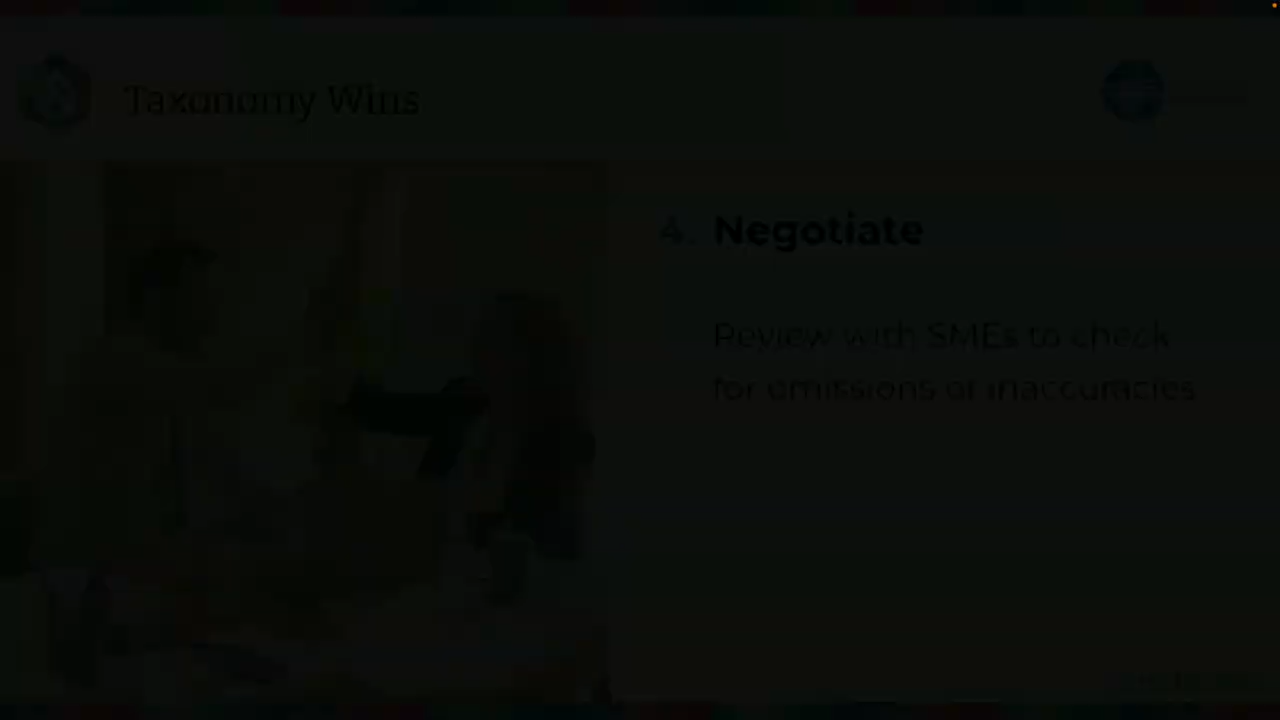 Taxonomy Wins
4. Negotiate
Review with SMEs to check
for omissions or inaccuracies